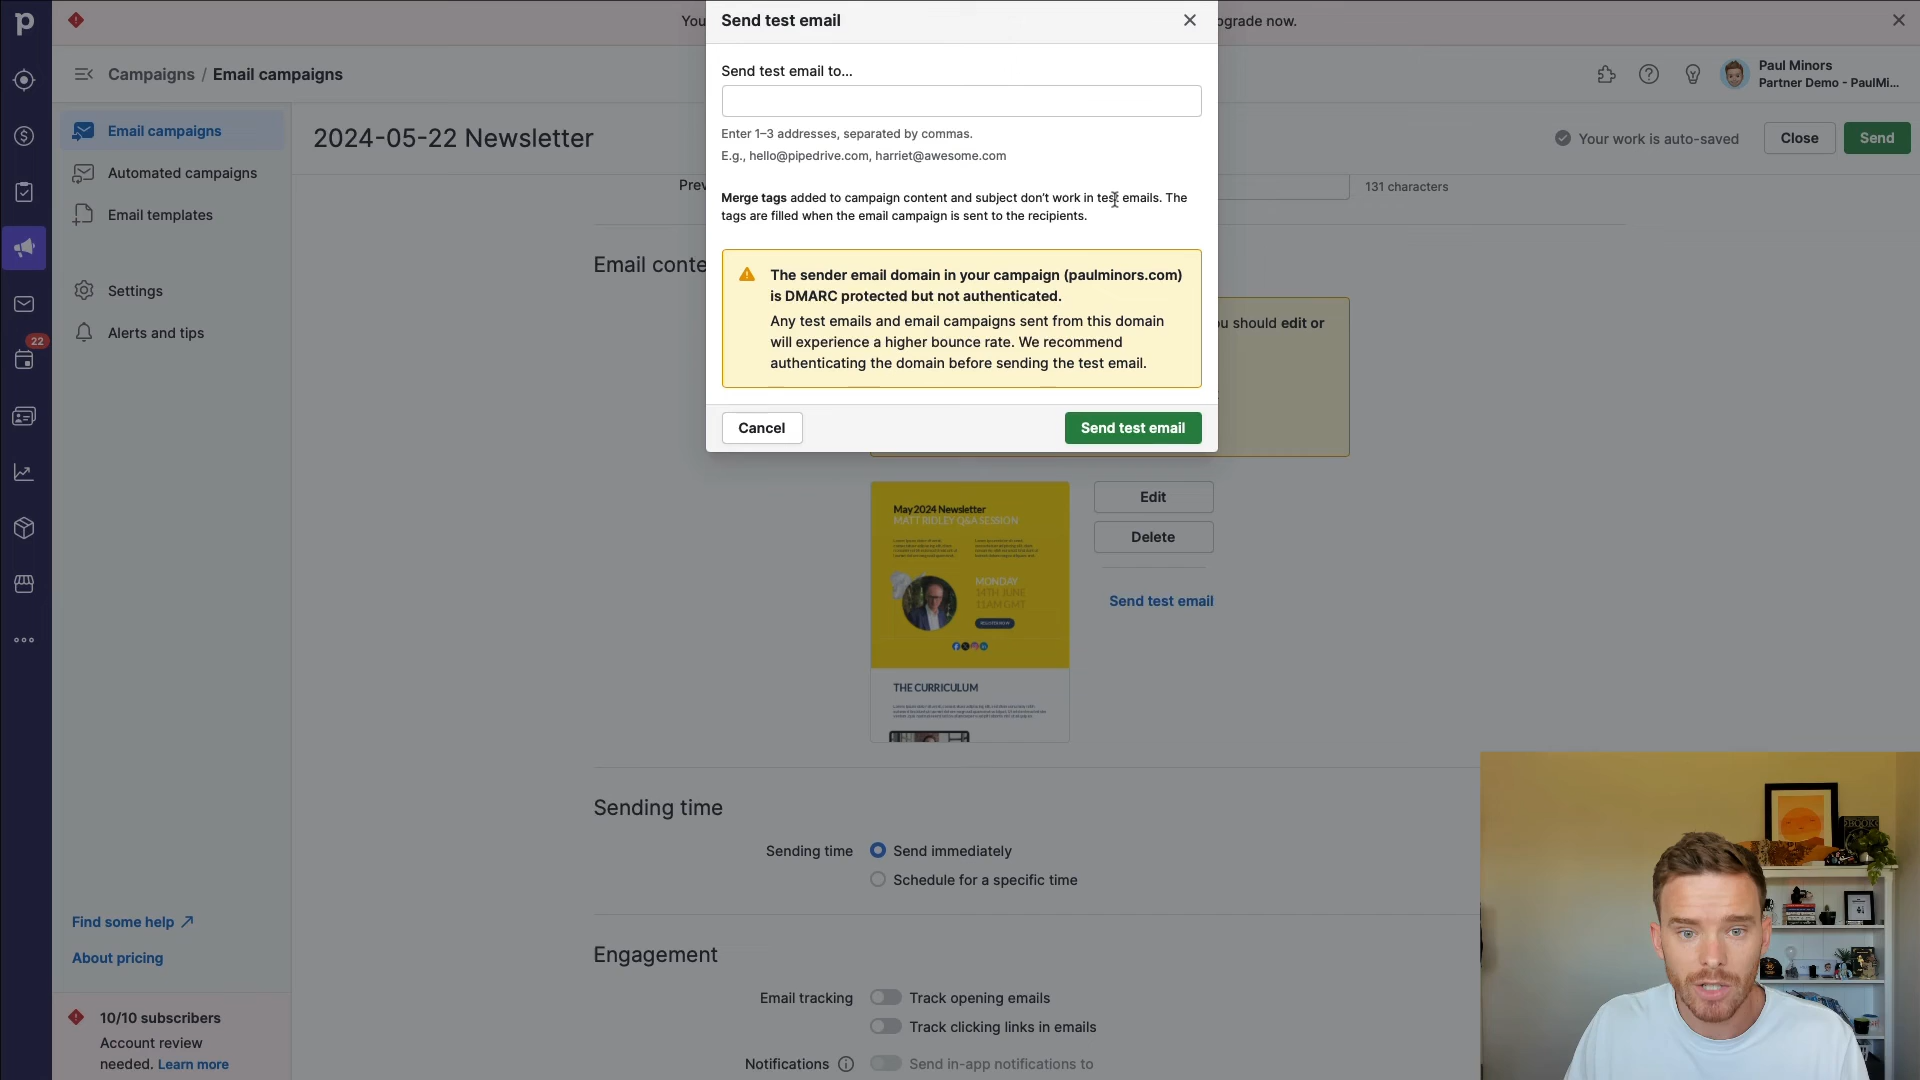 You
pgrade now.
Send test email
Campaigns / Email campaigns
Paul Minors
Partner Demo - PaulMi...
Email campaigns
Automated campaigns
Email templates
Settings
Alerts and tips
22
2024-05-22 Newsletter
Your work is auto-saved
Close
Send
Send test email to...
Enter 1–3 addresses, separated by commas.
E.g., hello@pipedrive.com, harriet@awesome.com
Prev
131 characters
Merge tags added to campaign content and subject don't work in test emails. The
tags are filled when the email campaign is sent to the recipients.
Email conte
The sender email domain in your campaign (paulminors.com)
is DMARC protected but not authenticated.
Any test emails and email campaigns sent from this domain
will experience a higher bounce rate. We recommend
authenticating the domain before sending the test email.
u should edit or
Cancel
Send test email
May 2024 Newsletter
MATT RIDLEY Q&A SESSION
MONDAY
14TH JUNE
11AM GMT
THE CURRICULUM
Edit
Delete
Send test email
Sending time
Sending time
Send immediately
Schedule for a specific time
Engagement
Email tracking
Track opening emails
Track clicking links in emails
Notifications
Send in-app notifications to
Find some help
About pricing
10/10 subscribers
Account review
needed. Learn more